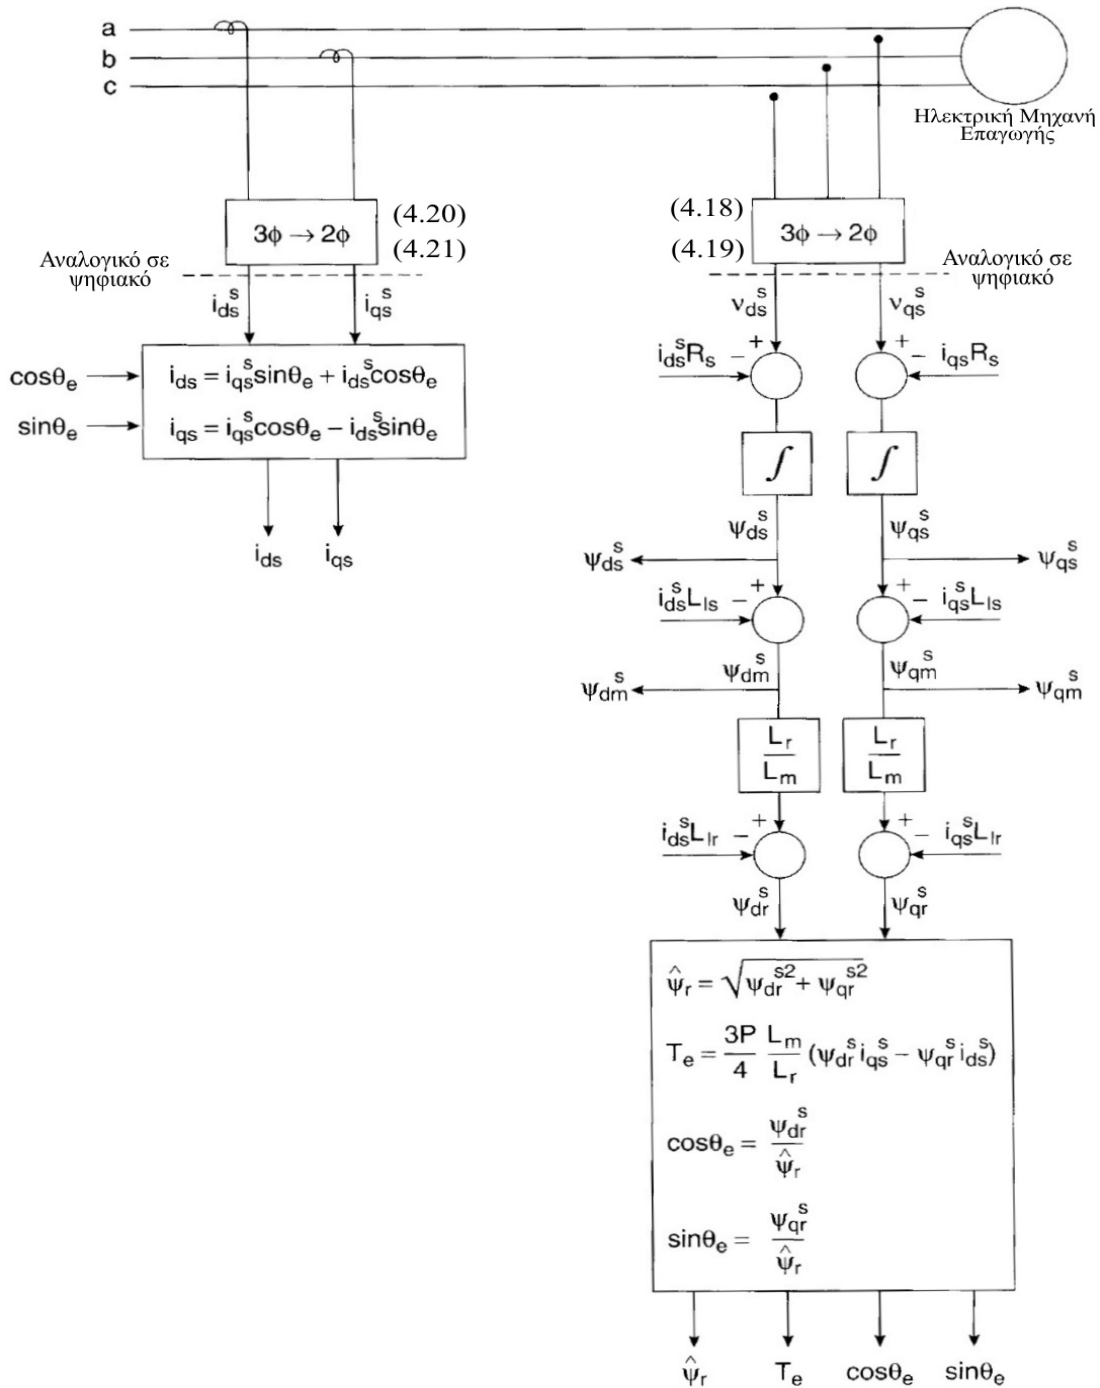 a
b
c
Ηλεκτρική Μηχανή
Επαγωγής
3ϕ → 2ϕ
(4.20)
(4.21)
(4.18)
(4.19)
3ϕ → 2ϕ
Αναλογικό σε
ψηφιακό
Αναλογικό σε
ψηφιακό
i_ds^s
i_qs^s
v_ds^s
v_qs^s
cosθ_e
sinθ_e
i_ds = i_qs^s sinθ_e + i_ds^s cosθ_e
i_qs = i_qs^s cosθ_e − i_ds^s sinθ_e
i_ds
i_qs
i_ds^s R_s − +
+ − i_qs R_s
∫
∫
ψ_ds^s
ψ_qs^s
ψ_ds^s
ψ_qs^s
i_ds^s L_ls − +
+ − i_qs^s L_ls
ψ_dm^s
ψ_qm^s
ψ_dm^s
ψ_qm^s
L_r
L_m
L_r
L_m
i_ds^s L_lr − +
+ − i_qs^s L_lr
ψ_dr^s
ψ_qr^s
ψ̂_r = √(ψ_dr^s2 + ψ_qr^s2)
T_e = 3P/4 L_m/L_r (ψ_dr^s i_qs^s − ψ_qr^s i_ds^s)
cosθ_e = ψ_dr^s/ψ̂_r
sinθ_e = ψ_qr^s/ψ̂_r
ψ̂_r
T_e
cosθ_e
sinθ_e